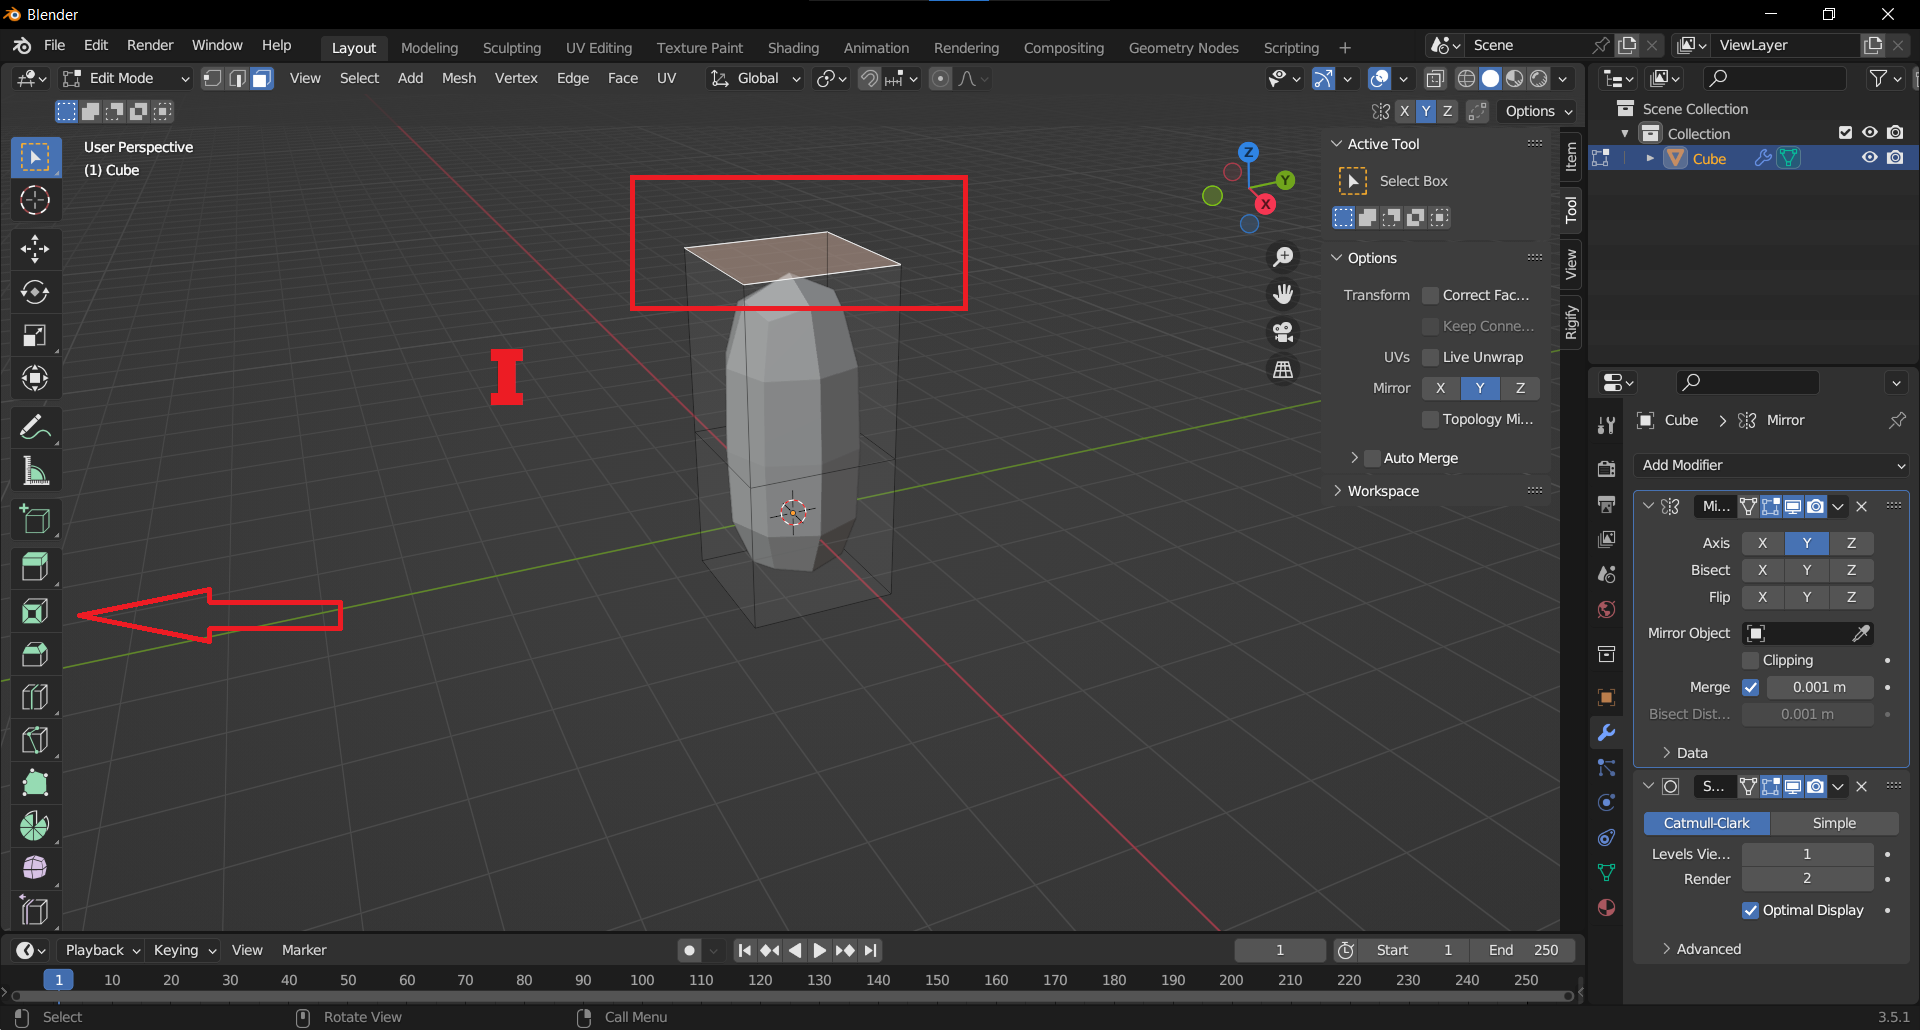 Blender
File Edit Render Window Help Layout Modeling Sculpting UV Editing Texture Paint Shading Animation Rendering Compositing Geometry Nodes Scripting + Scene ViewLayer
Edit Mode View Select Add Mesh Vertex Edge Face UV Global
X Y Z Options
User Perspective
(1) Cube
I
Z
Y
X
Active Tool
Select Box
Options
Transform Correct Fac...
Keep Conne...
UVs Live Unwrap
Mirror X Y Z
Topology Mi...
Auto Merge
Workspace
Item
Tool
View
Rigify
Scene Collection
Collection
Cube
Cube > Mirror
Add Modifier
Mi...
Axis X Y Z
Bisect X Y Z
Flip X Y Z
Mirror Object
Clipping
Merge 0.001 m
Bisect Dist... 0.001 m
Data
S...
Catmull-Clark Simple
Levels Vie... 1
Render 2
Optimal Display
Advanced
Playback Keying View Marker 1 Start 1 End 250
1 10 20 30 40 50 60 70 80 90 100 110 120 130 140 150 160 170 180 190 200 210 220 230 240 250
Select Rotate View Call Menu 3.5.1